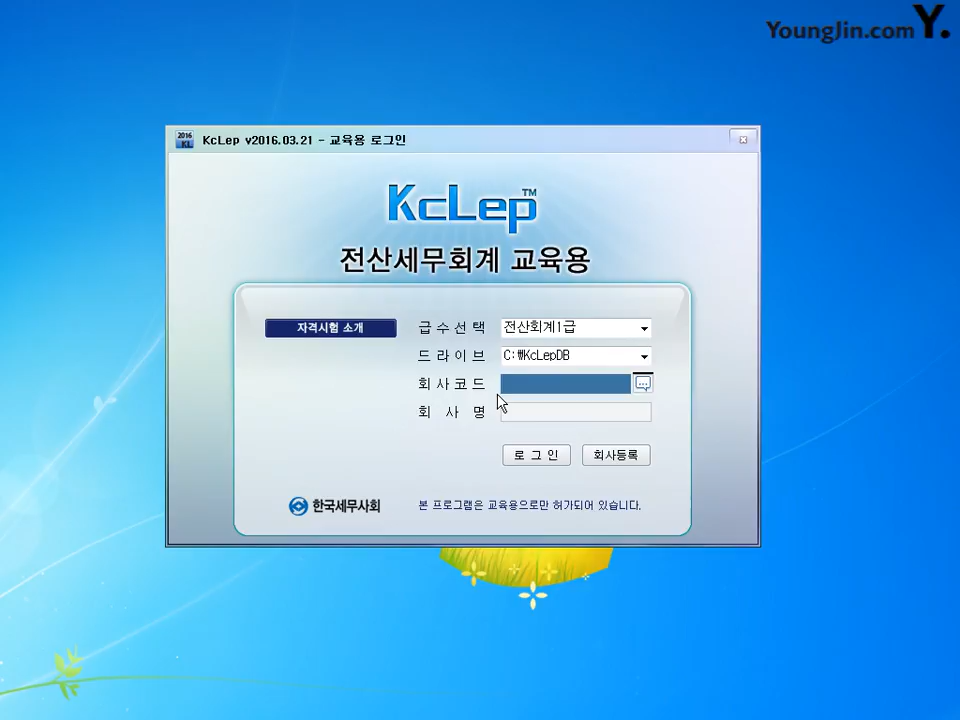 YoungJin.com Y.
2016 KL KcLep v2016.03.21 - 교육용 로그인
KcLep™
전산세무회계 교육용
자격시험 소개
급수선택 전산회계1급
드라이브 C:₩KcLepDB
회사코드
회사명
로그인 회사등록
한국세무사회 본 프로그램은 교육용으로만 허가되어 있습니다.